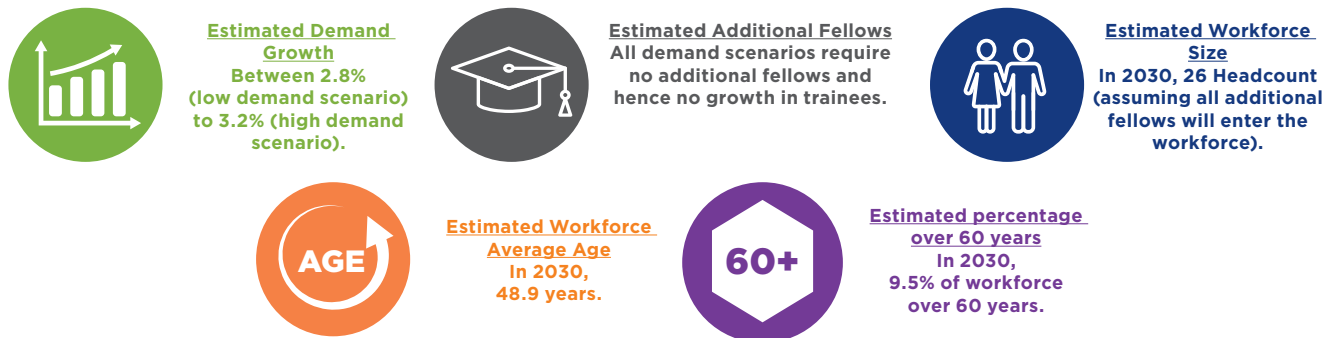 Estimated Demand
Growth
Between 2.8%
(low demand scenario)
to 3.2% (high demand
scenario).
Estimated Additional Fellows
All demand scenarios require
no additional fellows and
hence no growth in trainees.
Estimated Workforce
Size
In 2030, 26 Headcount
(assuming all additional
fellows will enter the
workforce).
AGE
Estimated Workforce
Average Age
In 2030,
48.9 years.
60+
Estimated percentage
over 60 years
In 2030,
9.5% of workforce
over 60 years.